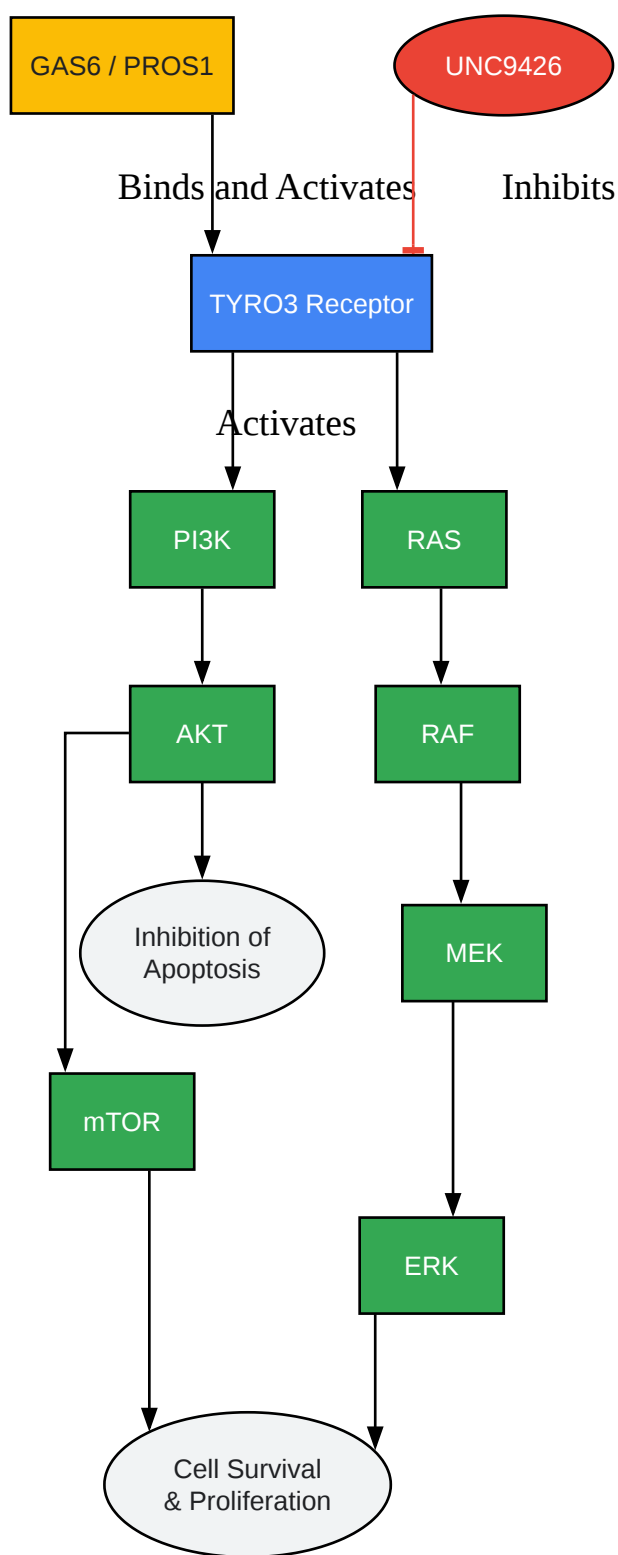 GAS6 / PROS1
UNC9426
Binds and Activates
Inhibits
TYRO3 Receptor
Activates
PI3K
RAS
AKT
RAF
Inhibition of
Apoptosis
MEK
mTOR
ERK
Cell Survival
& Proliferation